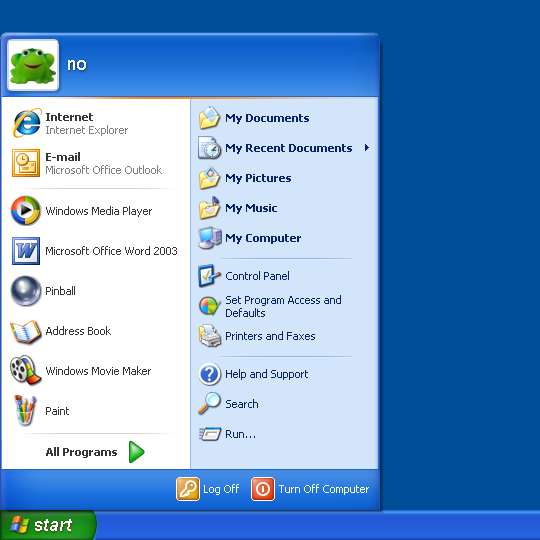 no
Internet
Internet Explorer
E-mail
Microsoft Office Outlook
Windows Media Player
Microsoft Office Word 2003
Pinball
Address Book
Windows Movie Maker
Paint
All Programs
My Documents
My Recent Documents
My Pictures
My Music
My Computer
Control Panel
Set Program Access and
Defaults
Printers and Faxes
Help and Support
Search
Run...
Log Off
Turn Off Computer
start